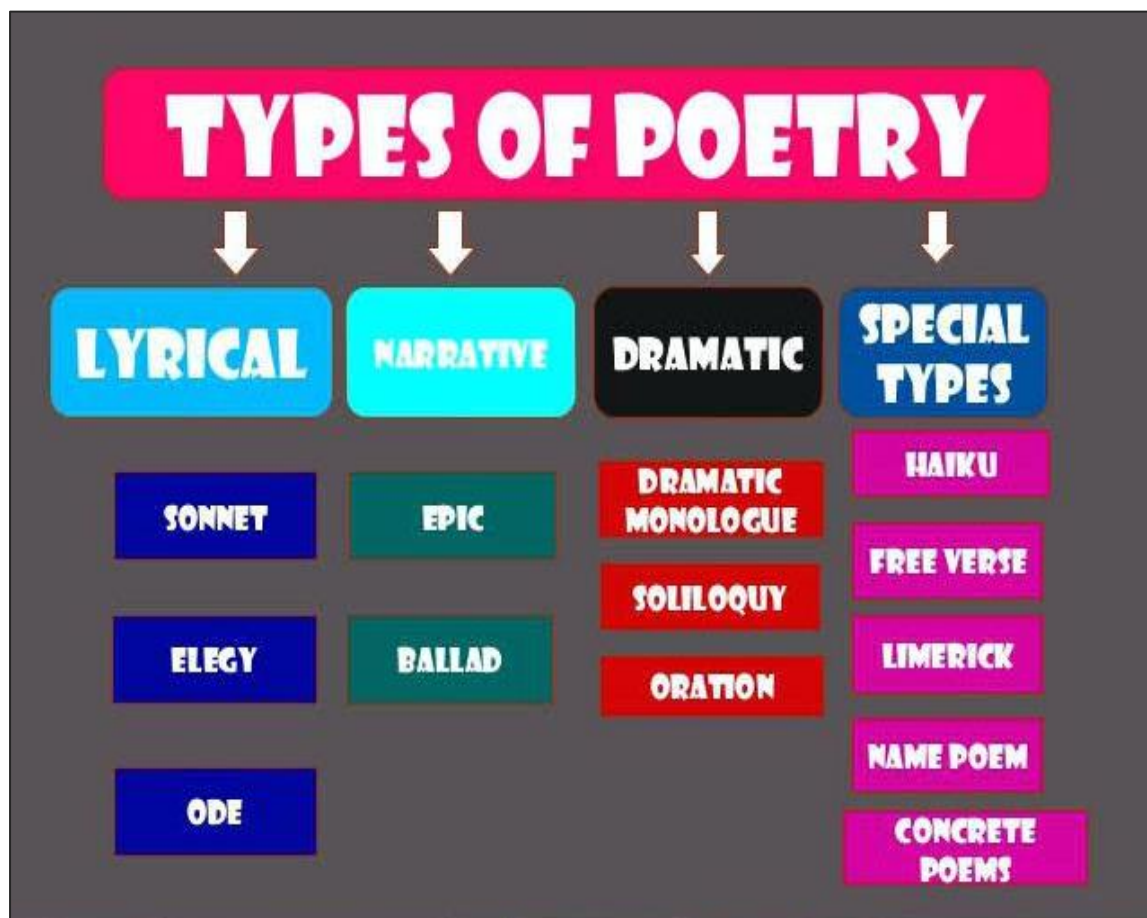 TYPES OF POETRY
LYRICAL
NARRATIVE
DRAMATIC
SPECIAL
TYPES
SONNET
ELEGY
ODE
EPIC
BALLAD
DRAMATIC
MONOLOGUE
SOLILOQUY
ORATION
HAIKU
FREE VERSE
LIMERICK
NAME POEM
CONCRETE
POEMS